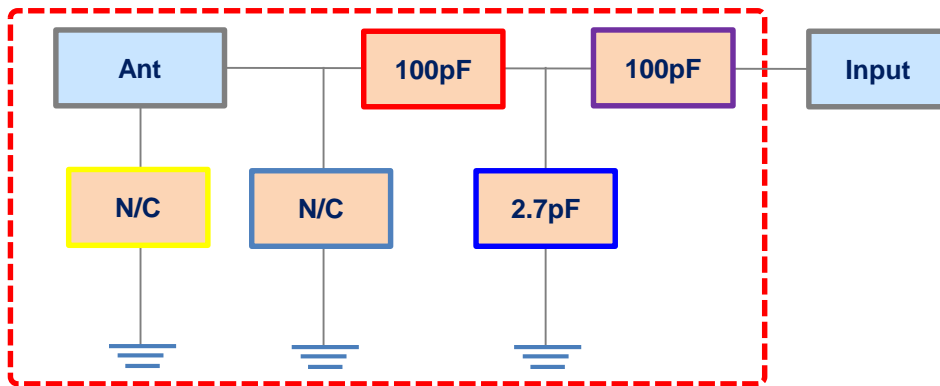 Ant
100pF
100pF
Input
N/C
N/C
2.7pF